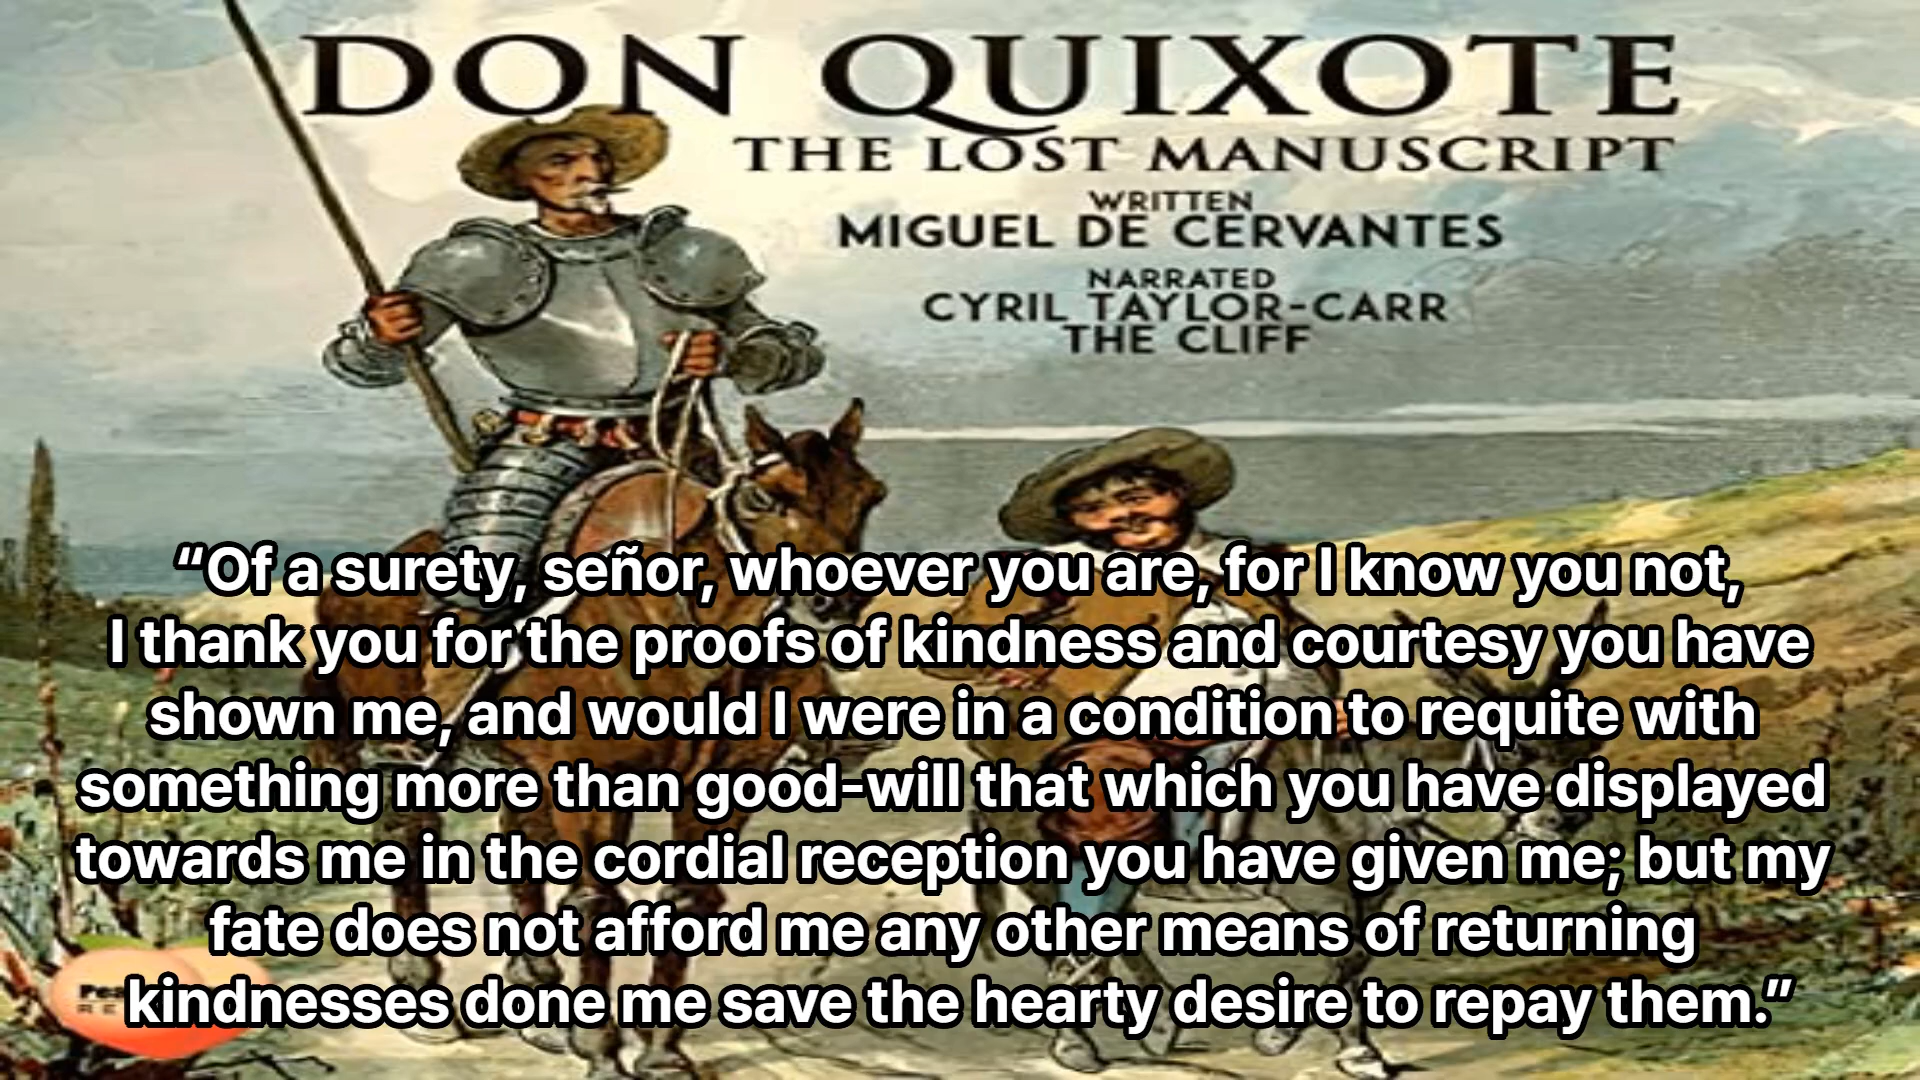 DON QUIXOTE
THE LOST MANUSCRIPT
WRITTEN
MIGUEL DE CERVANTES
NARRATED
CYRIL TAYLOR-CARR
THE CLIFF
“Of a surety, señor, whoever you are, for I know you not,
I thank you for the proofs of kindness and courtesy you have
shown me, and would I were in a condition to requite with
something more than good-will that which you have displayed
towards me in the cordial reception you have given me; but my
fate does not afford me any other means of returning
kindnesses done me save the hearty desire to repay them.”